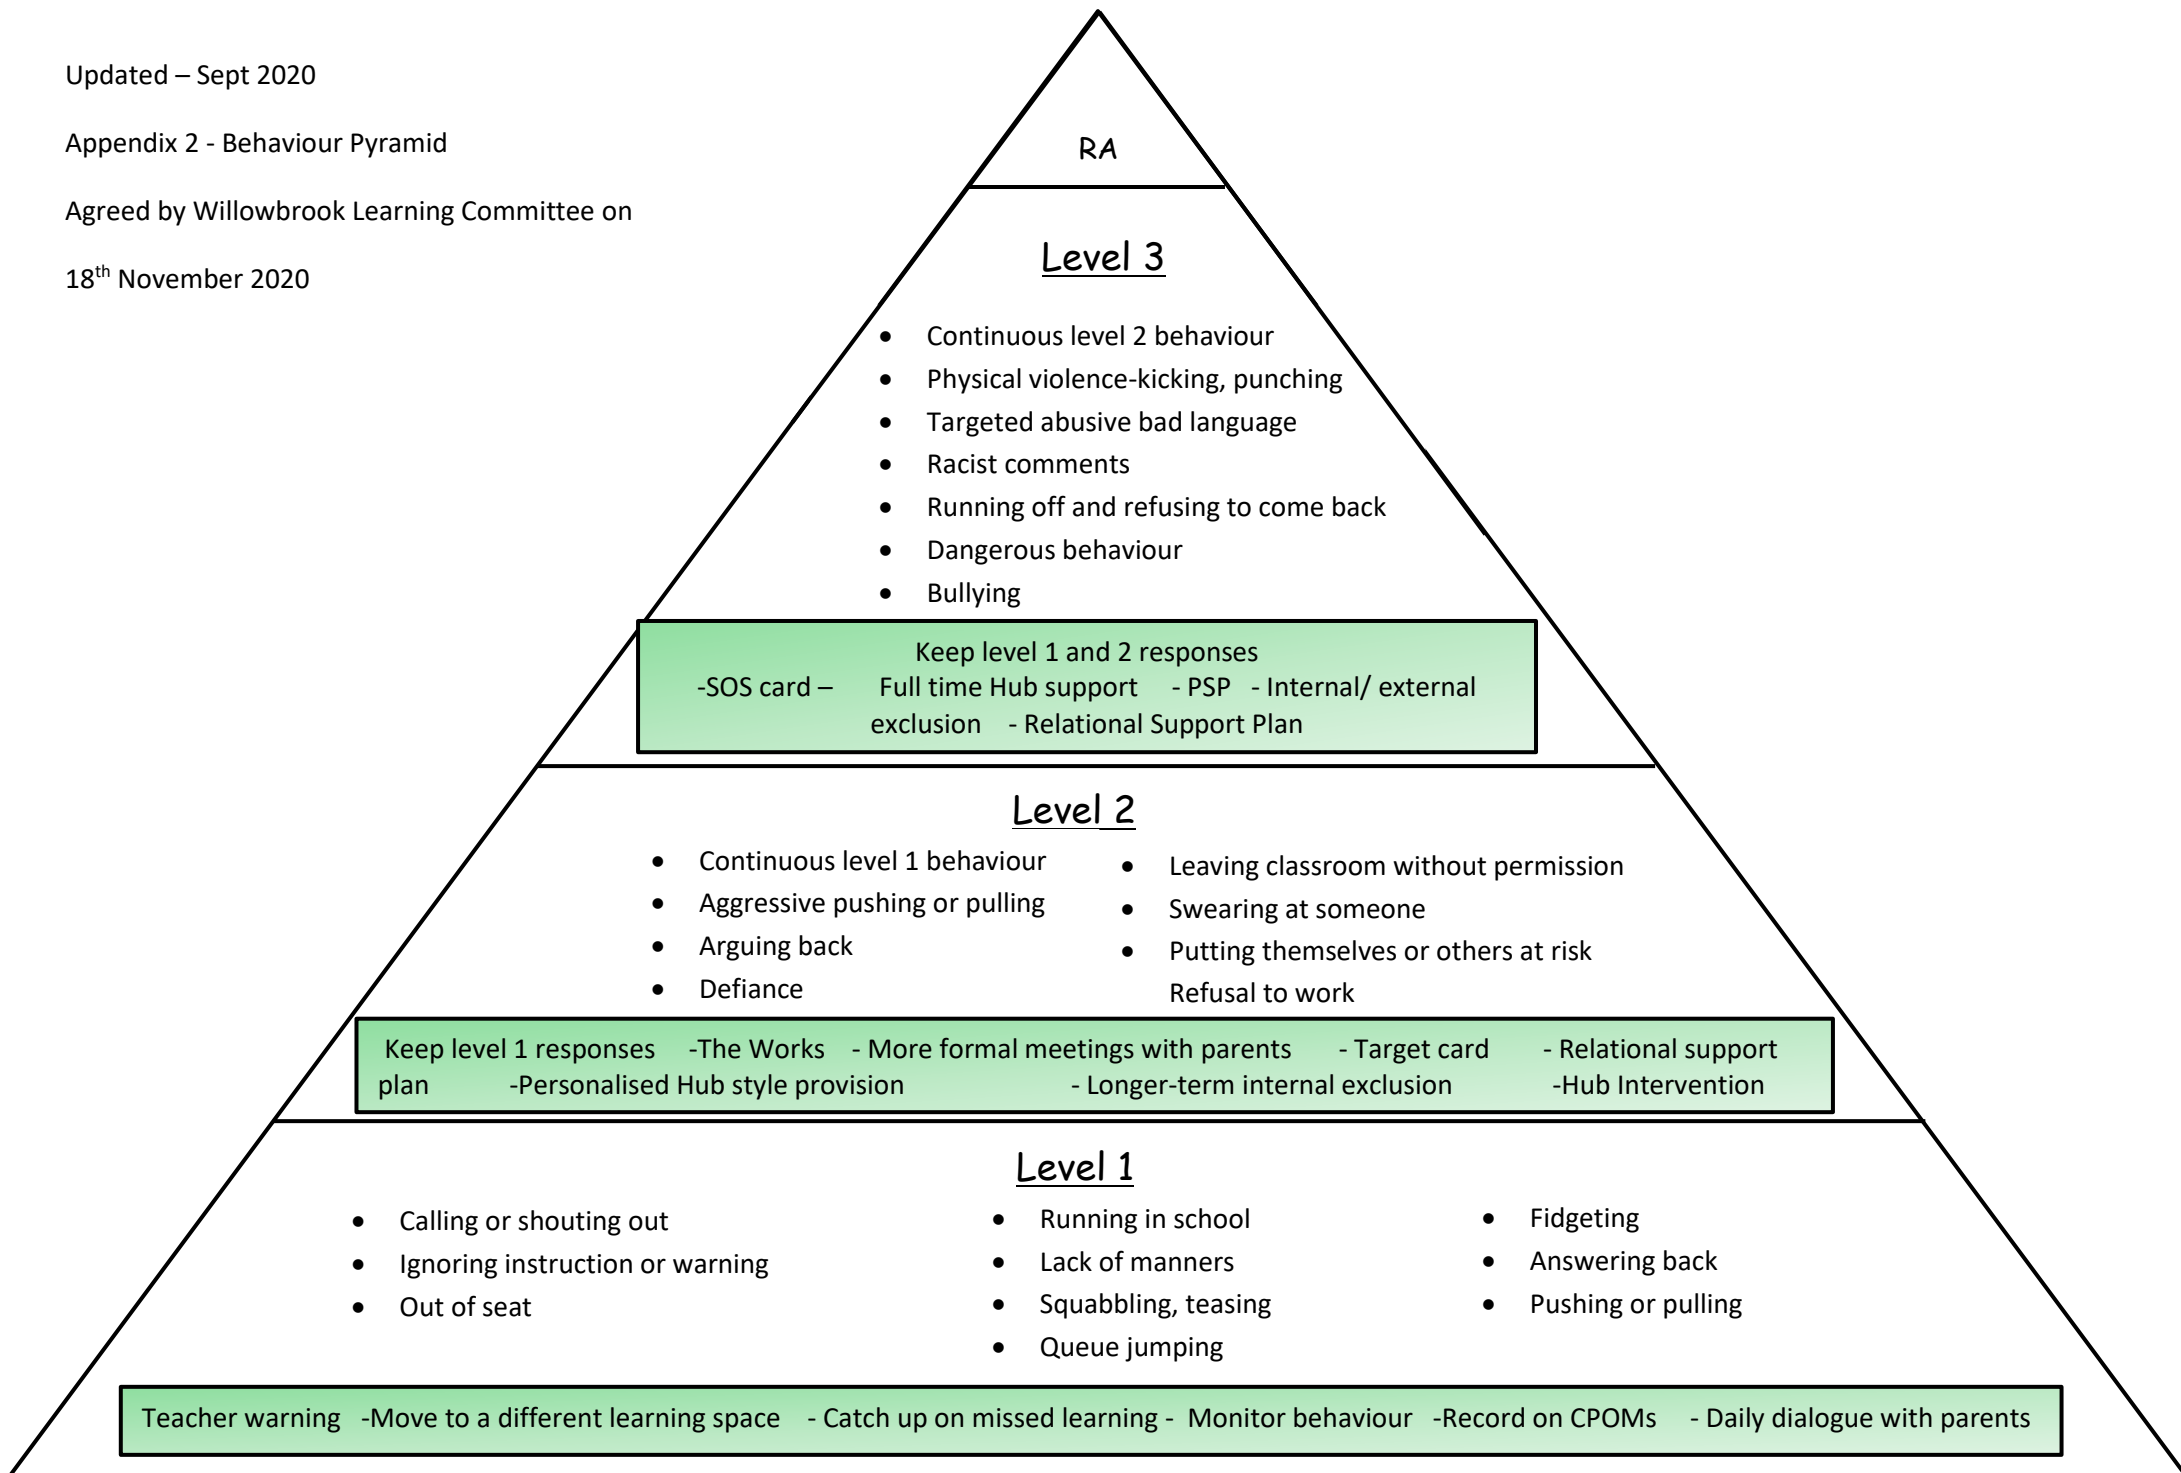 Updated – Sept 2020
Appendix 2 - Behaviour Pyramid
Agreed by Willowbrook Learning Committee on
18th November 2020
RA
Level 3
• Continuous level 2 behaviour
• Physical violence-kicking, punching
• Targeted abusive bad language
• Racist comments
• Running off and refusing to come back
• Dangerous behaviour
• Bullying
Keep level 1 and 2 responses
-SOS card – Full time Hub support - PSP - Internal/ external
exclusion - Relational Support Plan
Level 2
• Continuous level 1 behaviour
• Aggressive pushing or pulling
• Arguing back
• Defiance
• Leaving classroom without permission
• Swearing at someone
• Putting themselves or others at risk
Refusal to work
Keep level 1 responses -The Works - More formal meetings with parents - Target card - Relational support
plan -Personalised Hub style provision - Longer-term internal exclusion -Hub Intervention
Level 1
• Calling or shouting out
• Ignoring instruction or warning
• Out of seat
• Running in school
• Lack of manners
• Squabbling, teasing
• Queue jumping
• Fidgeting
• Answering back
• Pushing or pulling
Teacher warning -Move to a different learning space - Catch up on missed learning - Monitor behaviour -Record on CPOMs - Daily dialogue with parents